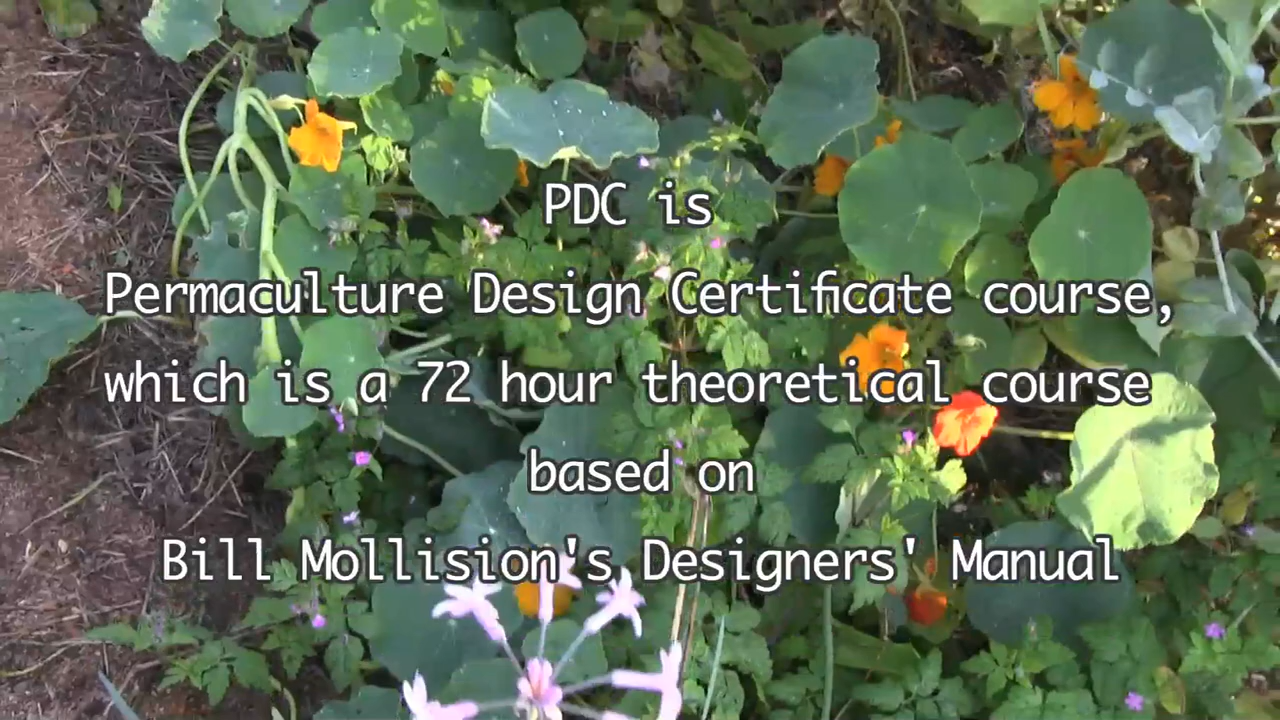 PDC is
Permaculture Design Certificate course,
which is a 72 hour theoretical course
based on
Bill Mollision's Designers' Manual